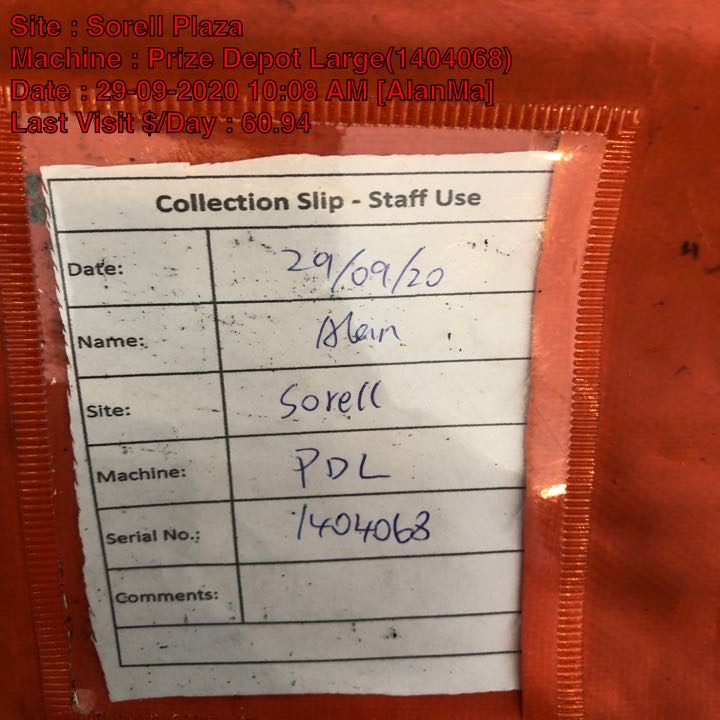 Site : Sorell Plaza
Machine : Prize Depot Large(1404068)
Date : 29-09-2020 10:08 AM [AlanMa]
Last Visit $/Day : 60.94
Collection Slip - Staff Use
Date: 29/09/20
Name: Alan
Site: Sorell
Machine: PDL
Serial No.: 1404068
Comments: